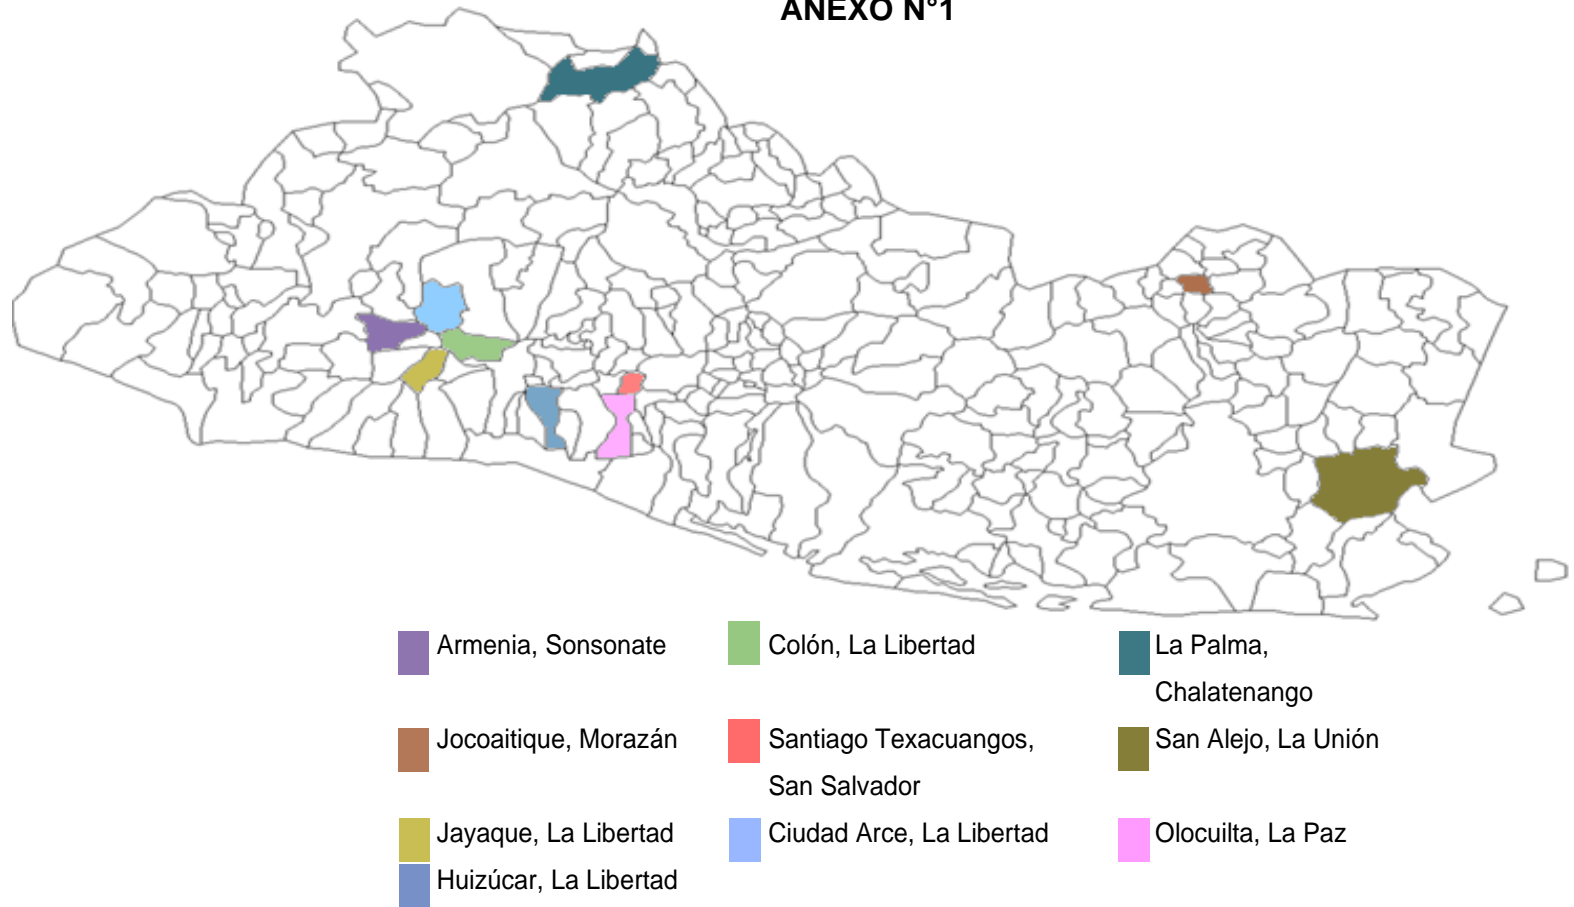 ANEXO N°1
Armenia, Sonsonate
Colón, La Libertad
La Palma,
Chalatenango
Jocoaitique, Morazán
Santiago Texacuangos,
San Salvador
San Alejo, La Unión
Jayaque, La Libertad
Ciudad Arce, La Libertad
Olocuilta, La Paz
Huizúcar, La Libertad